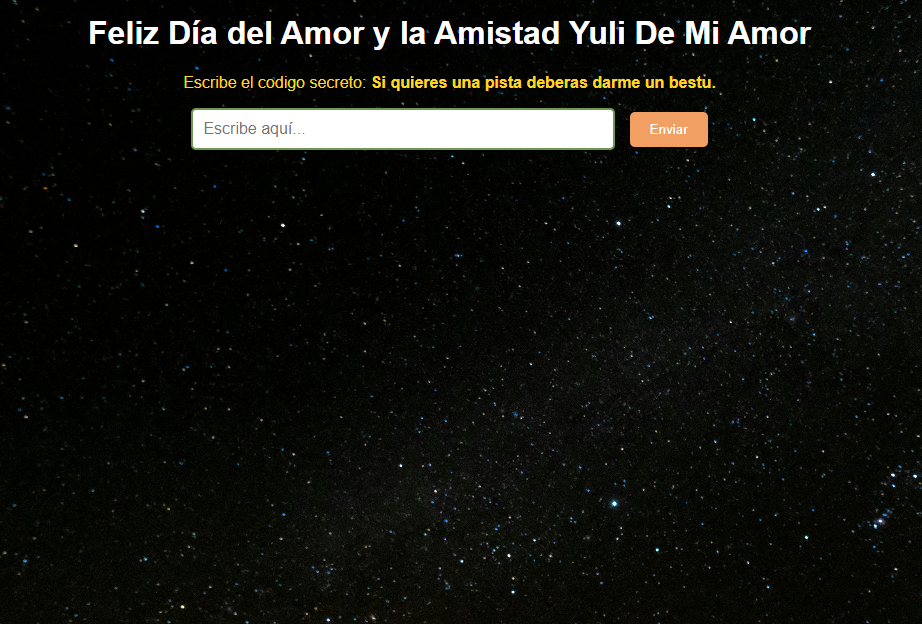 Feliz Día del Amor y la Amistad Yuli De Mi Amor
Escribe el codigo secreto: Si quieres una pista deberas darme un bestu.
Escribe aquí...
Enviar